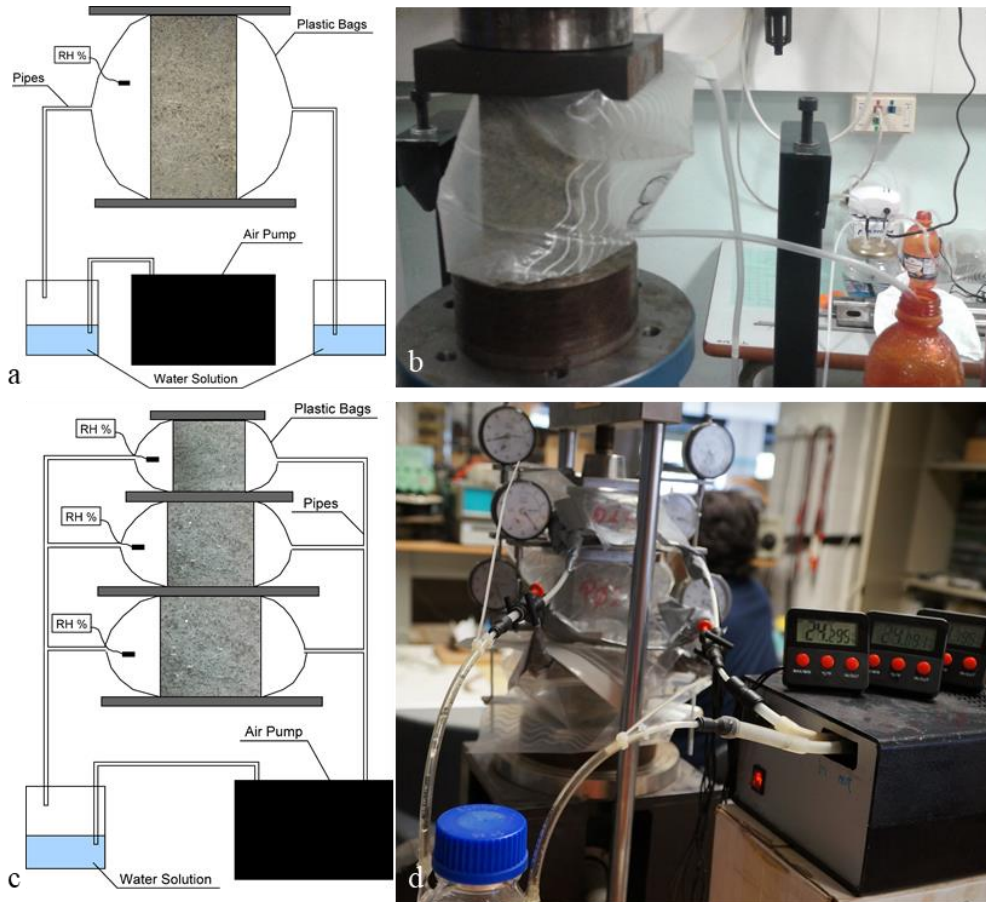 Plastic Bags
RH %
Pipes
Air Pump
Water Solution
a
b
Plastic Bags
RH %
RH %
Pipes
RH %
Air Pump
Water Solution
c
d